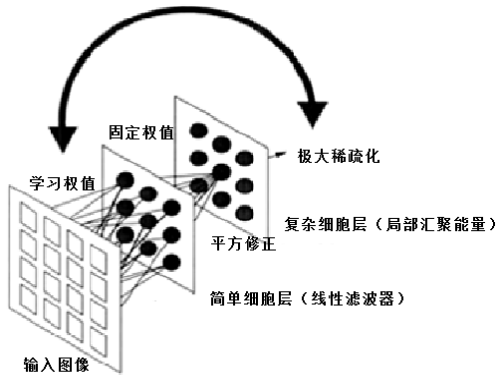 固定权值
极大稀疏化
学习权值
复杂细胞层（局部汇聚能量）
平方修正
简单细胞层（线性滤波器）
输入图像